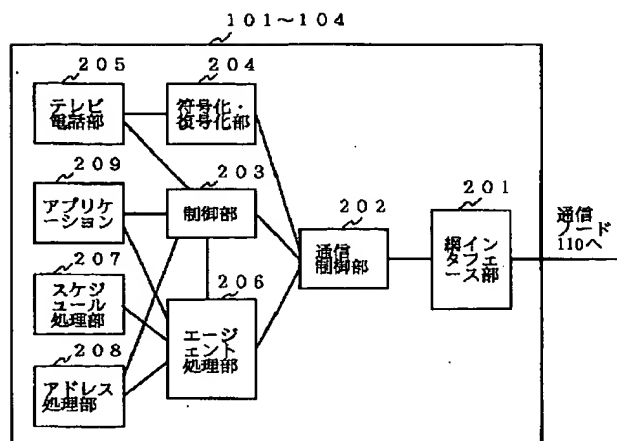 １０１～１０４
２０５
テレビ
電話部
２０４
符号化・
復号化部
２０９
アプリケ
ーション
２０３
制御部
２０２
通信
制御部
２０１
網イン
タフェ
ース部
通信
ノード
110へ
２０７
スケジ
ュール
処理部
２０６
エージ
ェント
処理部
２０８
アドレス
処理部